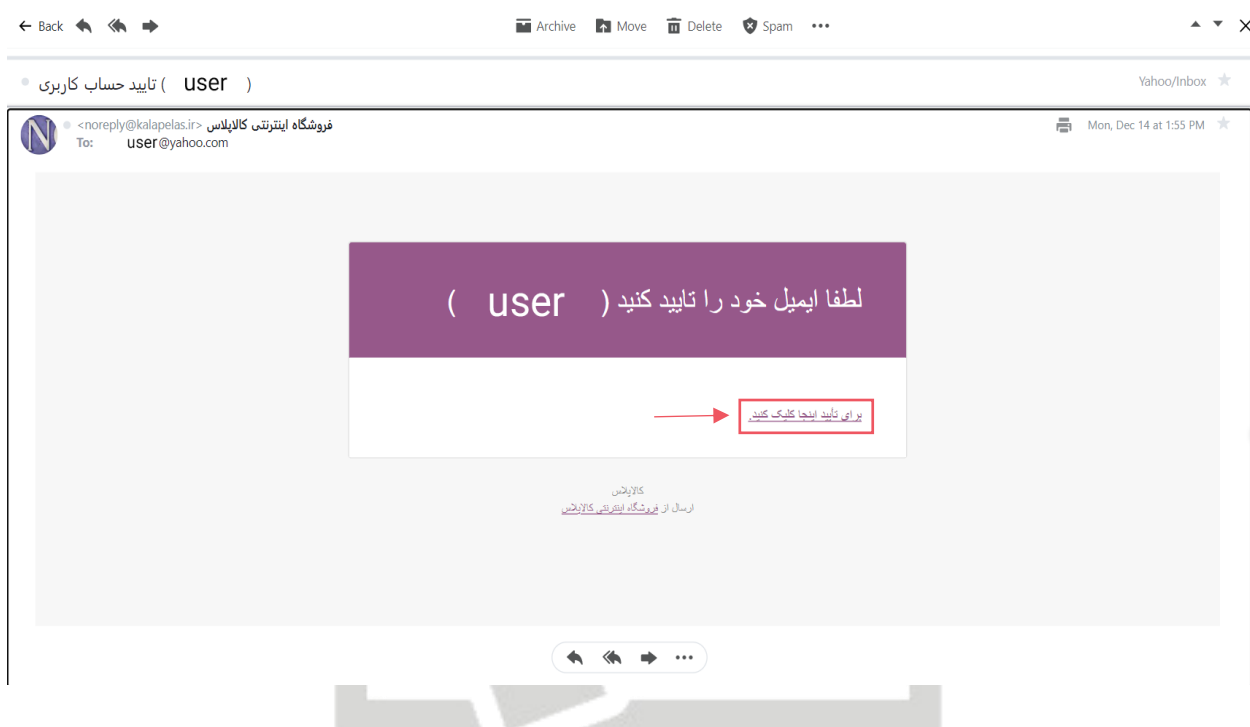 Back Archive Move Delete Spam
تایید حساب کاربری ( user )
Yahoo/Inbox
N
فروشگاه اینترنتی کالاپلاس <noreply@kalapelas.ir>
Mon, Dec 14 at 1:55 PM
To: user@yahoo.com
لطفا ایمیل خود را تایید کنید ( user )
برای تأیید اینجا کلیک کنید.
کالاپلاس
ارسال از فروشگاه اینترنتی کالاپلاس